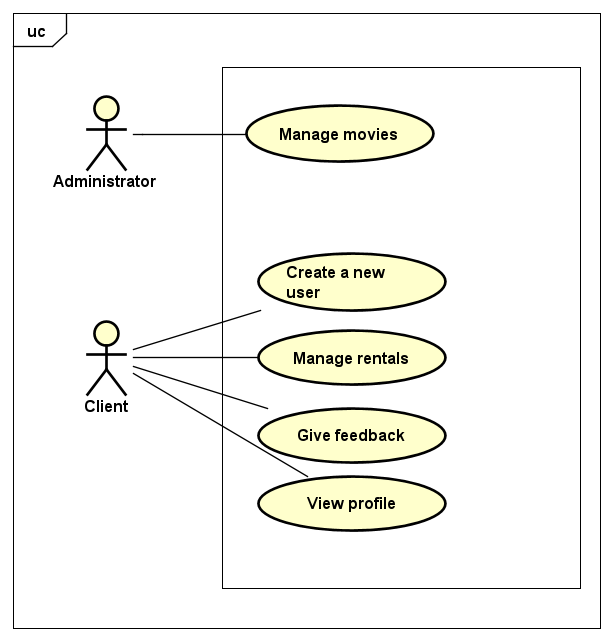 uc
Manage movies
Administrator
Create a new
user
Manage rentals
Client
Give feedback
View profile